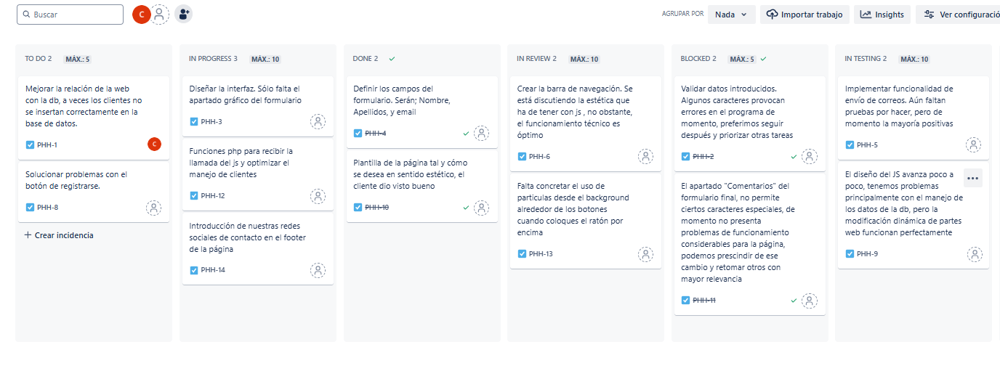 Buscar
C
AGRUPAR POR
Nada
Importar trabajo
Insights
Ver configuració
TO DO 2 MÁX.: 5
Mejorar la relación de la web
con la db, a veces los clientes no
se insertan correctamente en la
base de datos.
PHH-1
C
Solucionar problemas con el
botón de registrarse.
PHH-8
Crear incidencia
IN PROGRESS 3 MÁX.: 10
Diseñar la interfaz. Sólo falta el
apartado gráfico del formulario
PHH-3
Funciones php para recibir la
llamada del js y optimizar el
manejo de clientes
PHH-12
Introducción de nuestras redes
sociales de contacto en el footer
de la página
PHH-14
DONE 2
Definir los campos del
formulario. Serán; Nombre,
Apellidos, y email
PHH-4
Plantilla de la página tal y cómo
se desea en sentido estético, el
cliente dio visto bueno
PHH-10
IN REVIEW 2 MÁX.: 10
Crear la barra de navegación. Se
está discutiendo la estética que
ha de tener con js , no obstante,
el funcionamiento técnico es
óptimo
PHH-6
Falta concretar el uso de
particulas desde el background
alrededor de los botones
cuando coloques el ratón por
encima
PHH-13
BLOCKED 2 MÁX.: 5
Validar datos introducidos.
Algunos caracteres provocan
errores en el programa de
momento, preferimos seguir
después y priorizar otras tareas
PHH-2
El apartado "Comentarios" del
formulario final, no permite
ciertos caracteres especiales, de
momento no presenta
problemas de funcionamiento
considerables para la página,
podemos prescindir de ese
cambio y retomar otros con
mayor relevancia
PHH-11
IN TESTING 2 MÁX.: 10
Implementar funcionalidad de
envío de correos. Aún faltan
pruebas por hacer, pero de
momento la mayoría positivas
PHH-5
El diseño del JS avanza poco a
poco, tenemos problemas
principalmente con el manejo de
los datos de la db, pero la
modificación dinámica de partes
web funcionan perfectamente
PHH-9